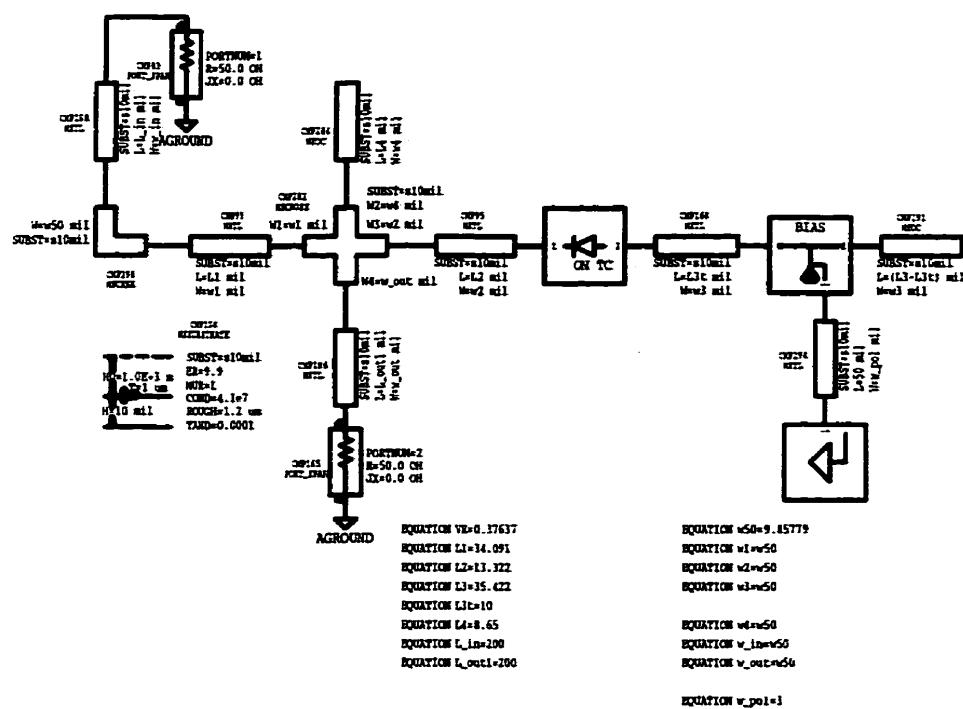 PORTNUM=1
R=50.0 OH
JX=0.0 OH
AGROUND
SUBST=s10mil
L=L_in mil
W=w_in mil
SUBST=s10mil
L=L4 mil
W=w4 mil
W=w50 mil
SUBST=s10mil
W1=w1 mil
SUBST=s10mil
W2=w4 mil
W3=w2 mil
W4=w_out mil
SUBST=s10mil
L=L1 mil
W=w1 mil
SUBST=s10mil
L=L2 mil
W=w2 mil
1 2
ON TC
SUBST=s10mil
L=L3t mil
W=w3 mil
BIAS
SUBST=s10mil
L=(L3-L3t) mil
W=w3 mil
SUBST=s10mil
L=50 mil
W=w_pol mil
SUBST=s10mil
ER=9.9
MUR=1
COND=4.1e7
ROUGH=1.2 um
TAND=0.0001
H=10 mil
SUBST=s10mil
L=L_out1 mil
W=w_out mil
PORTNUM=2
R=50.0 OH
JX=0.0 OH
AGROUND
EQUATION L1=34.091
EQUATION L2=13.322
EQUATION L3=35.422
EQUATION L3t=10
EQUATION L4=8.65
EQUATION L_in=200
EQUATION L_out1=200
EQUATION w50=9.85779
EQUATION w1=w50
EQUATION w2=w50
EQUATION w3=w50
EQUATION w4=w50
EQUATION w_in=w50
EQUATION w_pol=3